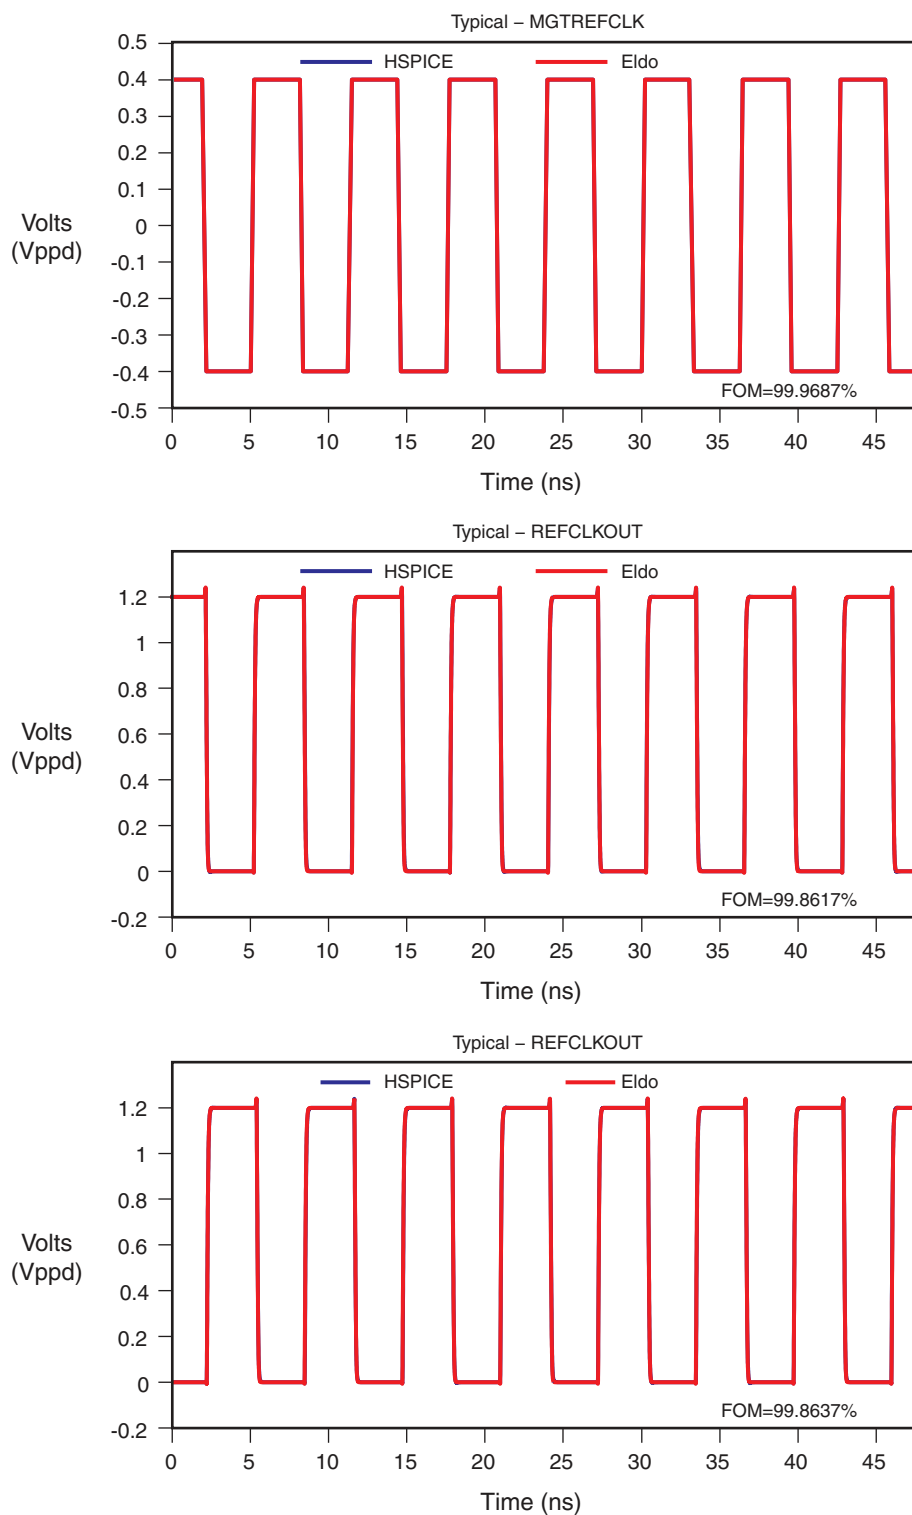 Typical – MGTREFCLK
0.5
HSPICE
Eldo
0.4
0.3
0.2
0.1
Volts
(Vppd)
0
-0.1
-0.2
-0.3
-0.4
FOM=99.9687%
-0.5
0 5 10 15 20 25 30 35 40 45
Time (ns)
Typical – REFCLKOUT
HSPICE
Eldo
1.2
1
0.8
Volts
(Vppd)
0.6
0.4
0.2
0
FOM=99.8617%
-0.2
0 5 10 15 20 25 30 35 40 45
Time (ns)
Typical – REFCLKOUT
HSPICE
Eldo
1.2
1
0.8
Volts
(Vppd)
0.6
0.4
0.2
0
FOM=99.8637%
-0.2
0 5 10 15 20 25 30 35 40 45
Time (ns)